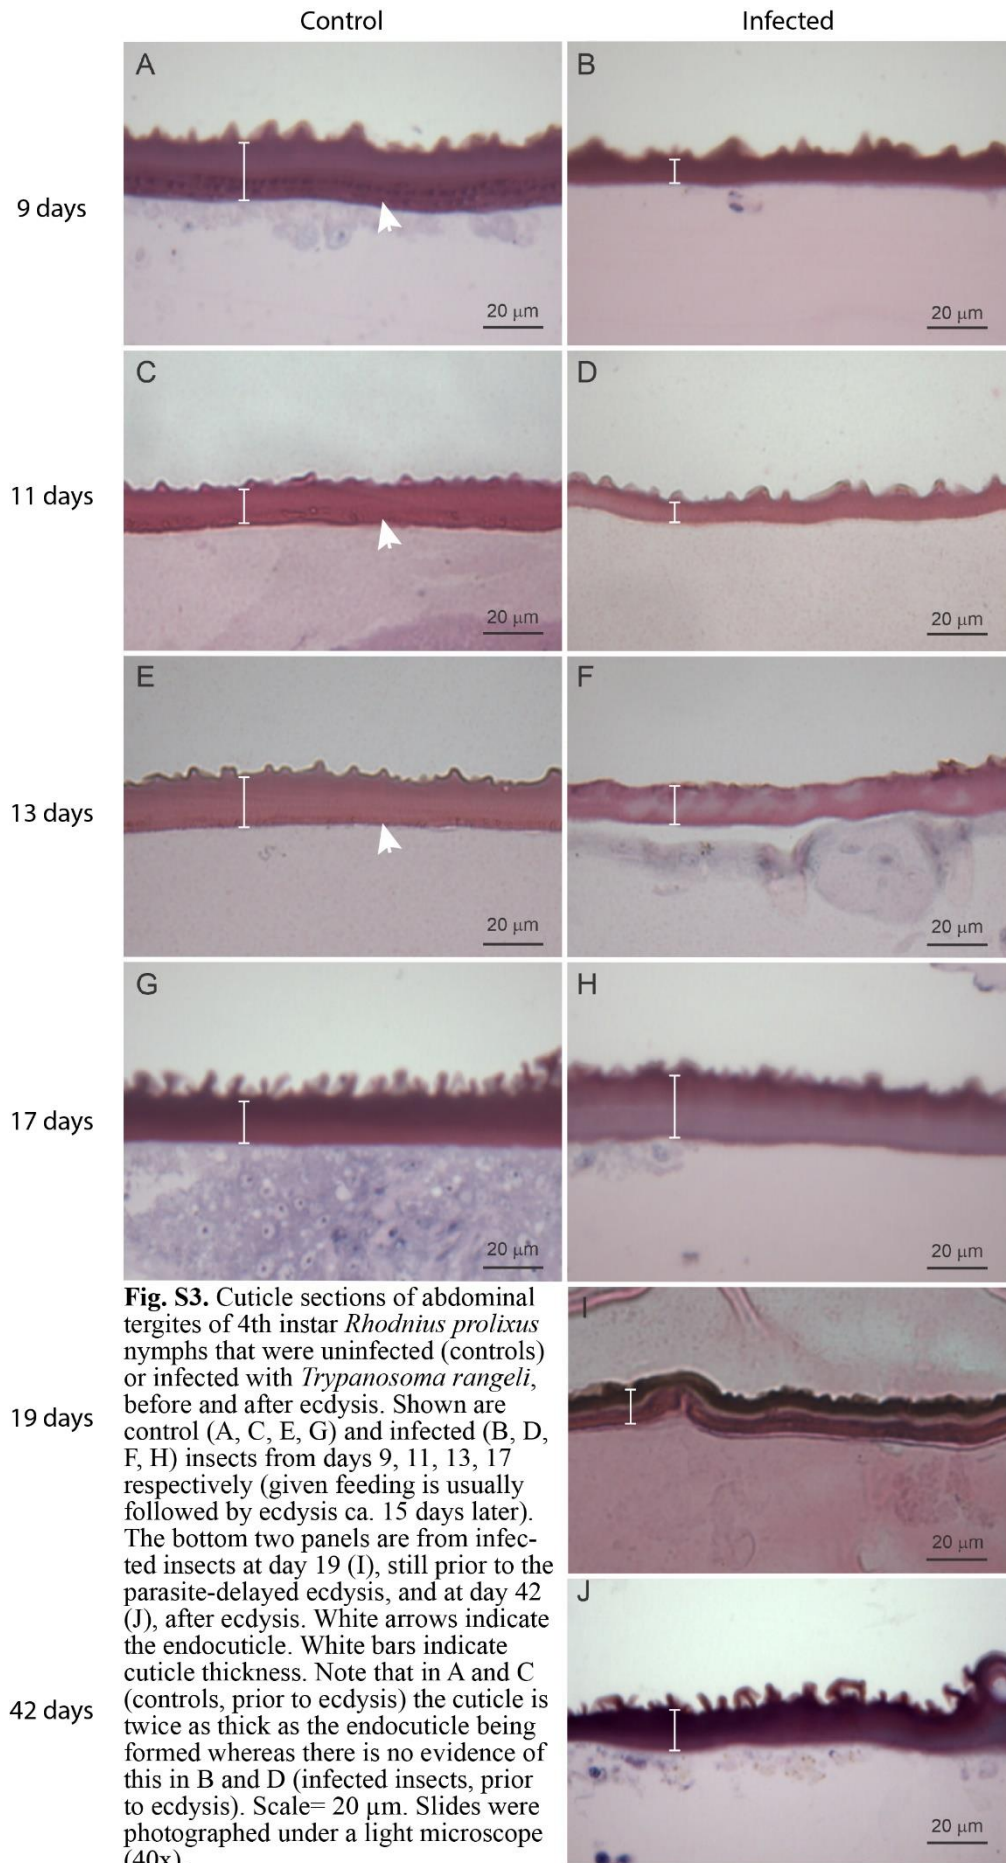 Control Infected
A B
9 days
20 μm 20 μm
C D
11 days
20 μm 20 μm
E F
13 days
20 μm 20 μm
G H
17 days
20 μm 20 μm
Fig. S3. Cuticle sections of abdominal
tergites of 4th instar Rhodnius prolixus
nymphs that were uninfected (controls)
or infected with Trypanosoma rangeli,
before and after ecdysis. Shown are
control (A, C, E, G) and infected (B, D,
F, H) insects from days 9, 11, 13, 17
respectively (given feeding is usually
followed by ecdysis ca. 15 days later).
The bottom two panels are from infec-
ted insects at day 19 (I), still prior to the
parasite-delayed ecdysis, and at day 42
(J), after ecdysis. White arrows indicate
the endocuticle. White bars indicate
cuticle thickness. Note that in A and C
(controls, prior to ecdysis) the cuticle is
twice as thick as the endocuticle being
formed whereas there is no evidence of
this in B and D (infected insects, prior
to ecdysis). Scale= 20 µm. Slides were
photographed under a light microscope
(40x)
I
19 days
20 μm
J
42 days
20 μm